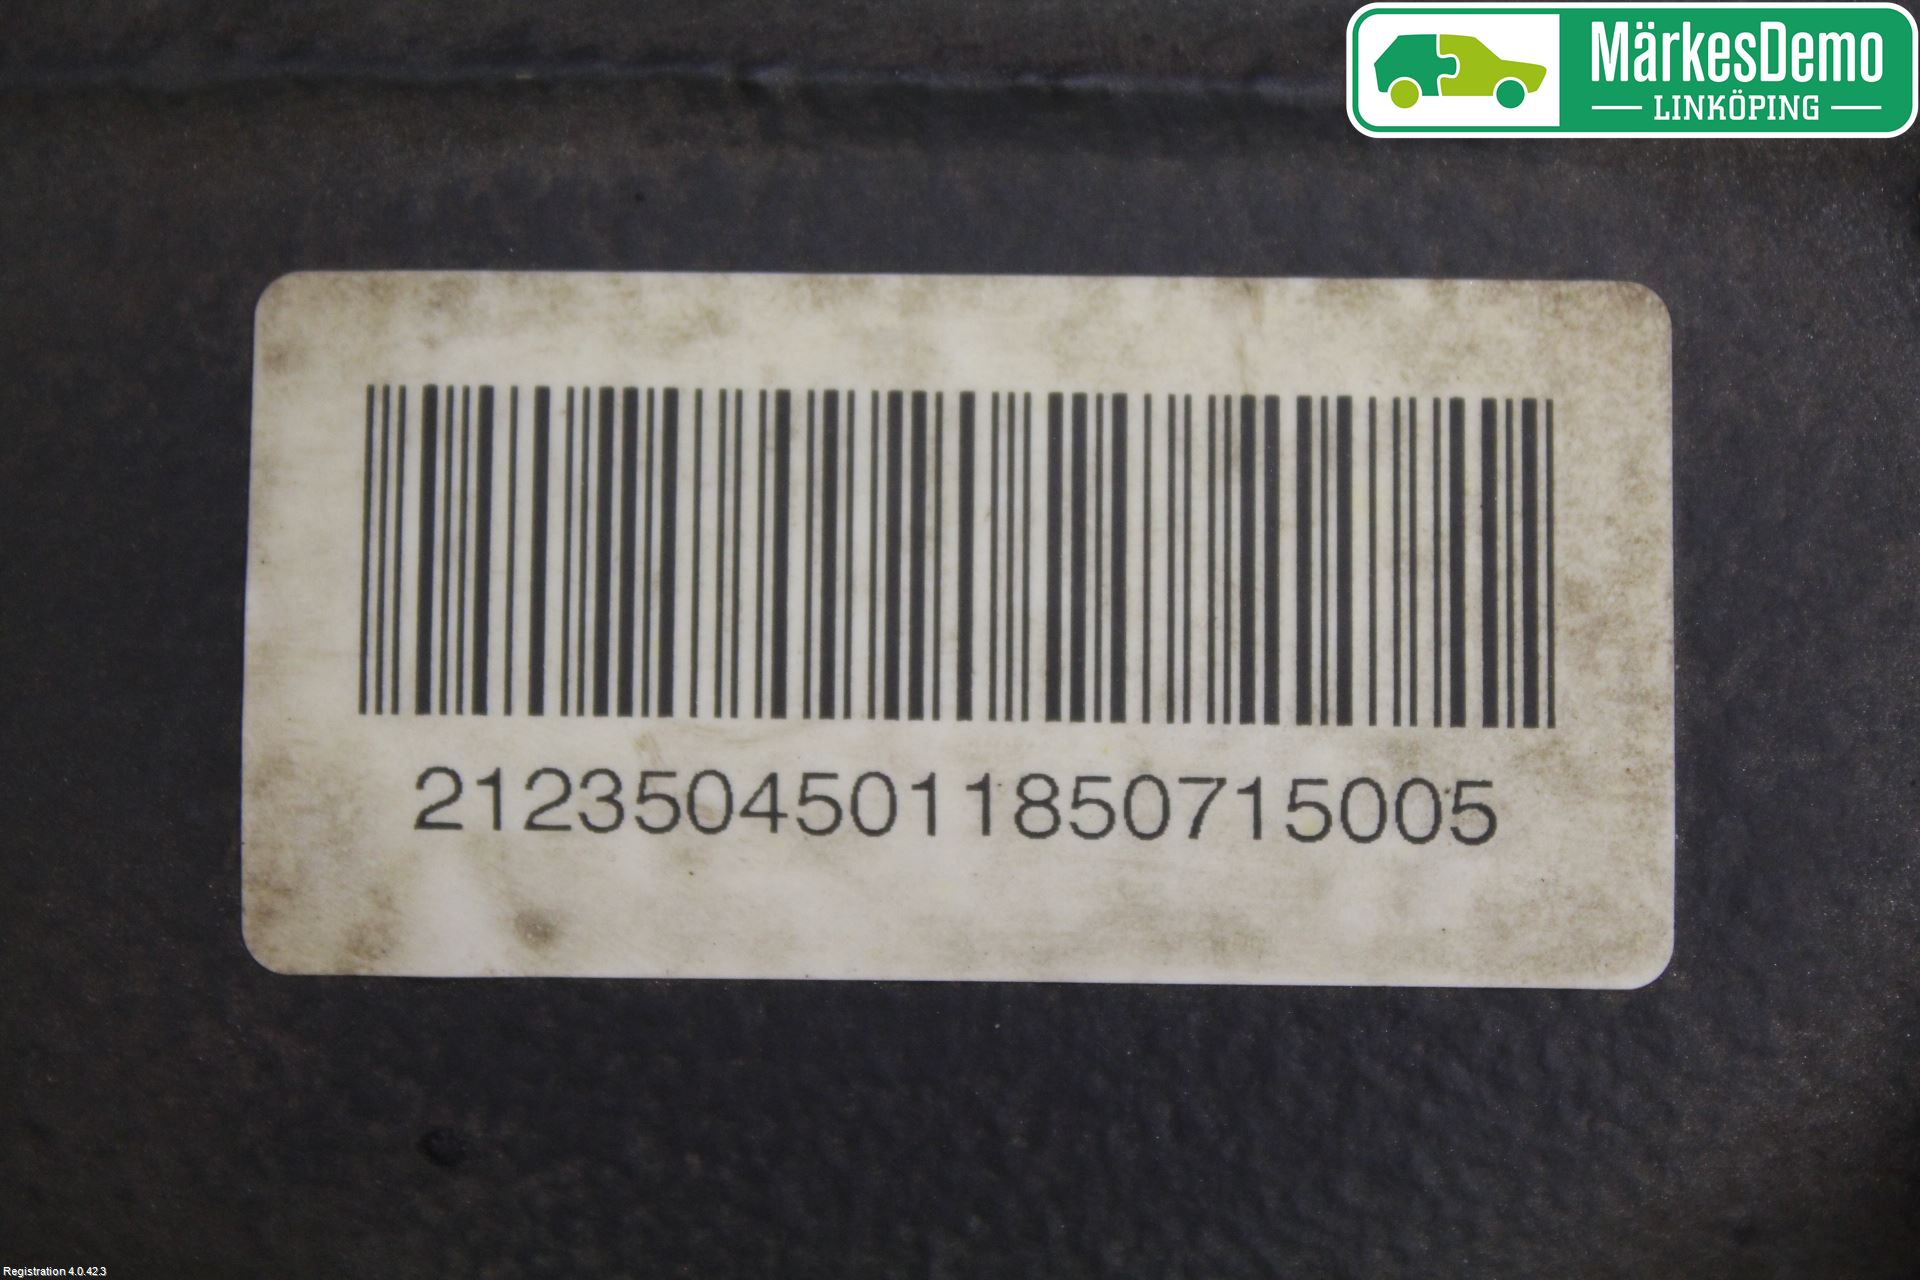 MärkesDemo
LINKÖPING
21235045011850715005
Registration 4.0.42.3